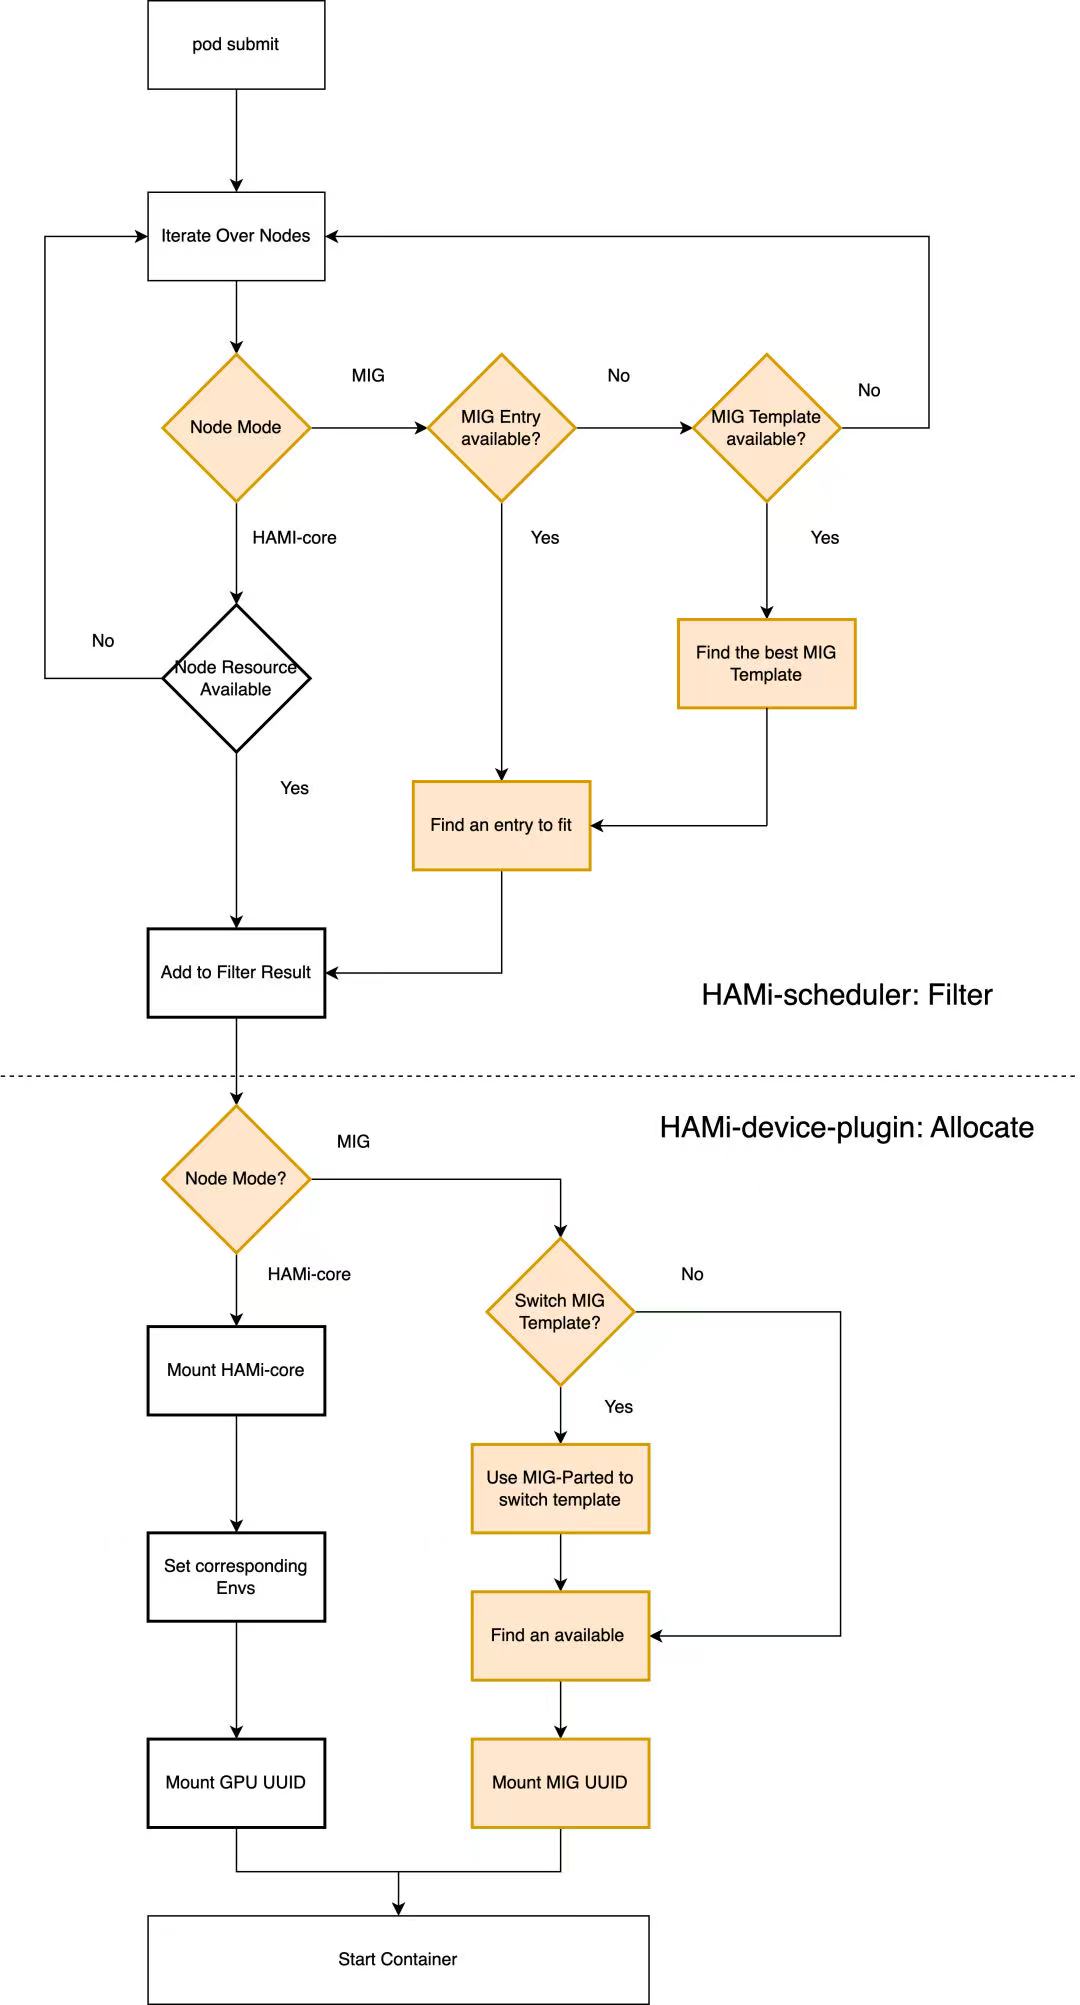 pod submit
Iterate Over Nodes
MIG
No
No
Node Mode
MIG Entry
available?
MIG Template
available?
HAMI-core
Yes
Yes
No
Node Resource
Available
Find the best MIG
Template
Yes
Find an entry to fit
Add to Filter Result
HAMi-scheduler: Filter
HAMi-device-plugin: Allocate
MIG
Node Mode?
HAMi-core
No
Switch MIG
Template?
Mount HAMi-core
Yes
Use MIG-Parted to
switch template
Set corresponding
Envs
Find an available
Mount GPU UUID
Mount MIG UUID
Start Container